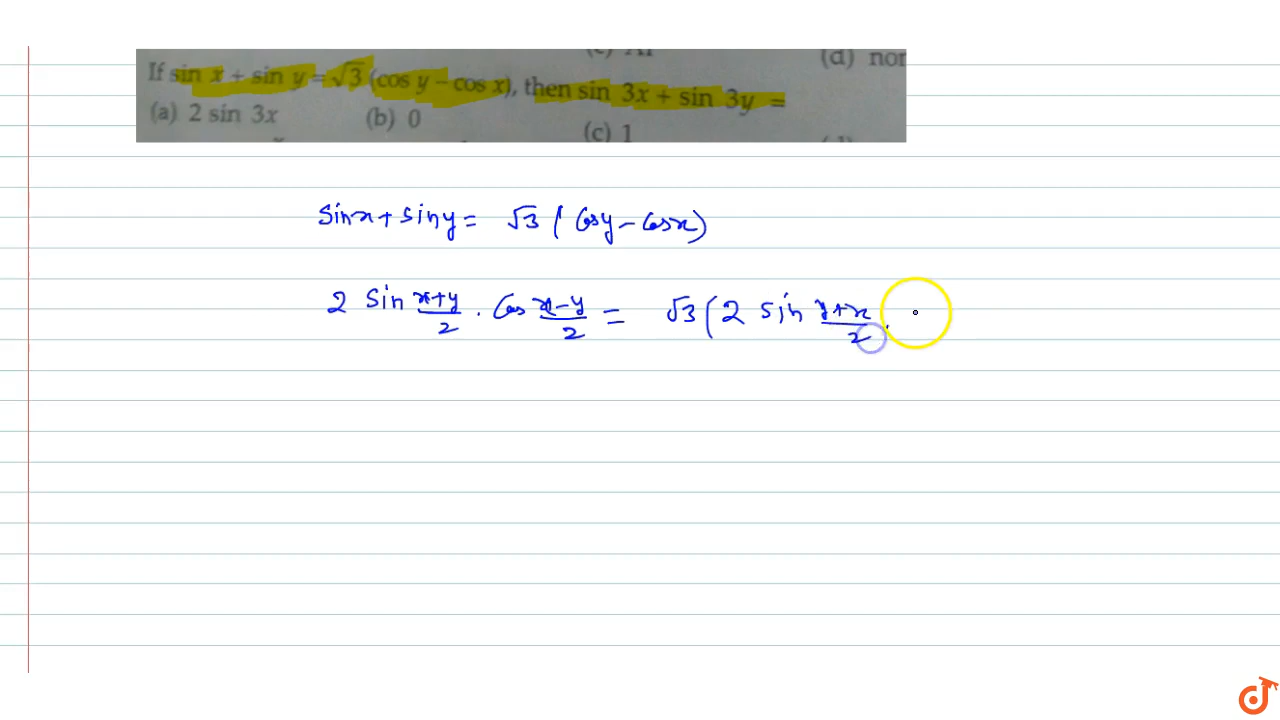 (d) nor
If sin x + sin y = √3 (cos y − cos x), then sin 3x + sin 3y =
(a) 2 sin 3x (b) 0 (c) 1
sinx + siny = √3 (cosy − cosx)
2 sin x+y/2 . cos x−y/2 = √3 (2 sin y+x/2 .